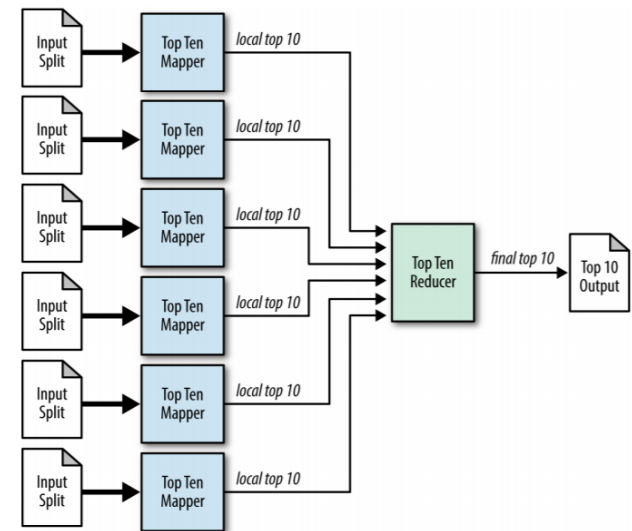 Input
Split
Top Ten
Mapper
local top 10
Input
Split
Top Ten
Mapper
local top 10
Input
Split
Top Ten
Mapper
local top 10
Input
Split
Top Ten
Mapper
local top 10
Input
Split
Top Ten
Mapper
local top 10
Input
Split
Top Ten
Mapper
local top 10
Top Ten
Reducer
final top 10
Top 10
Output